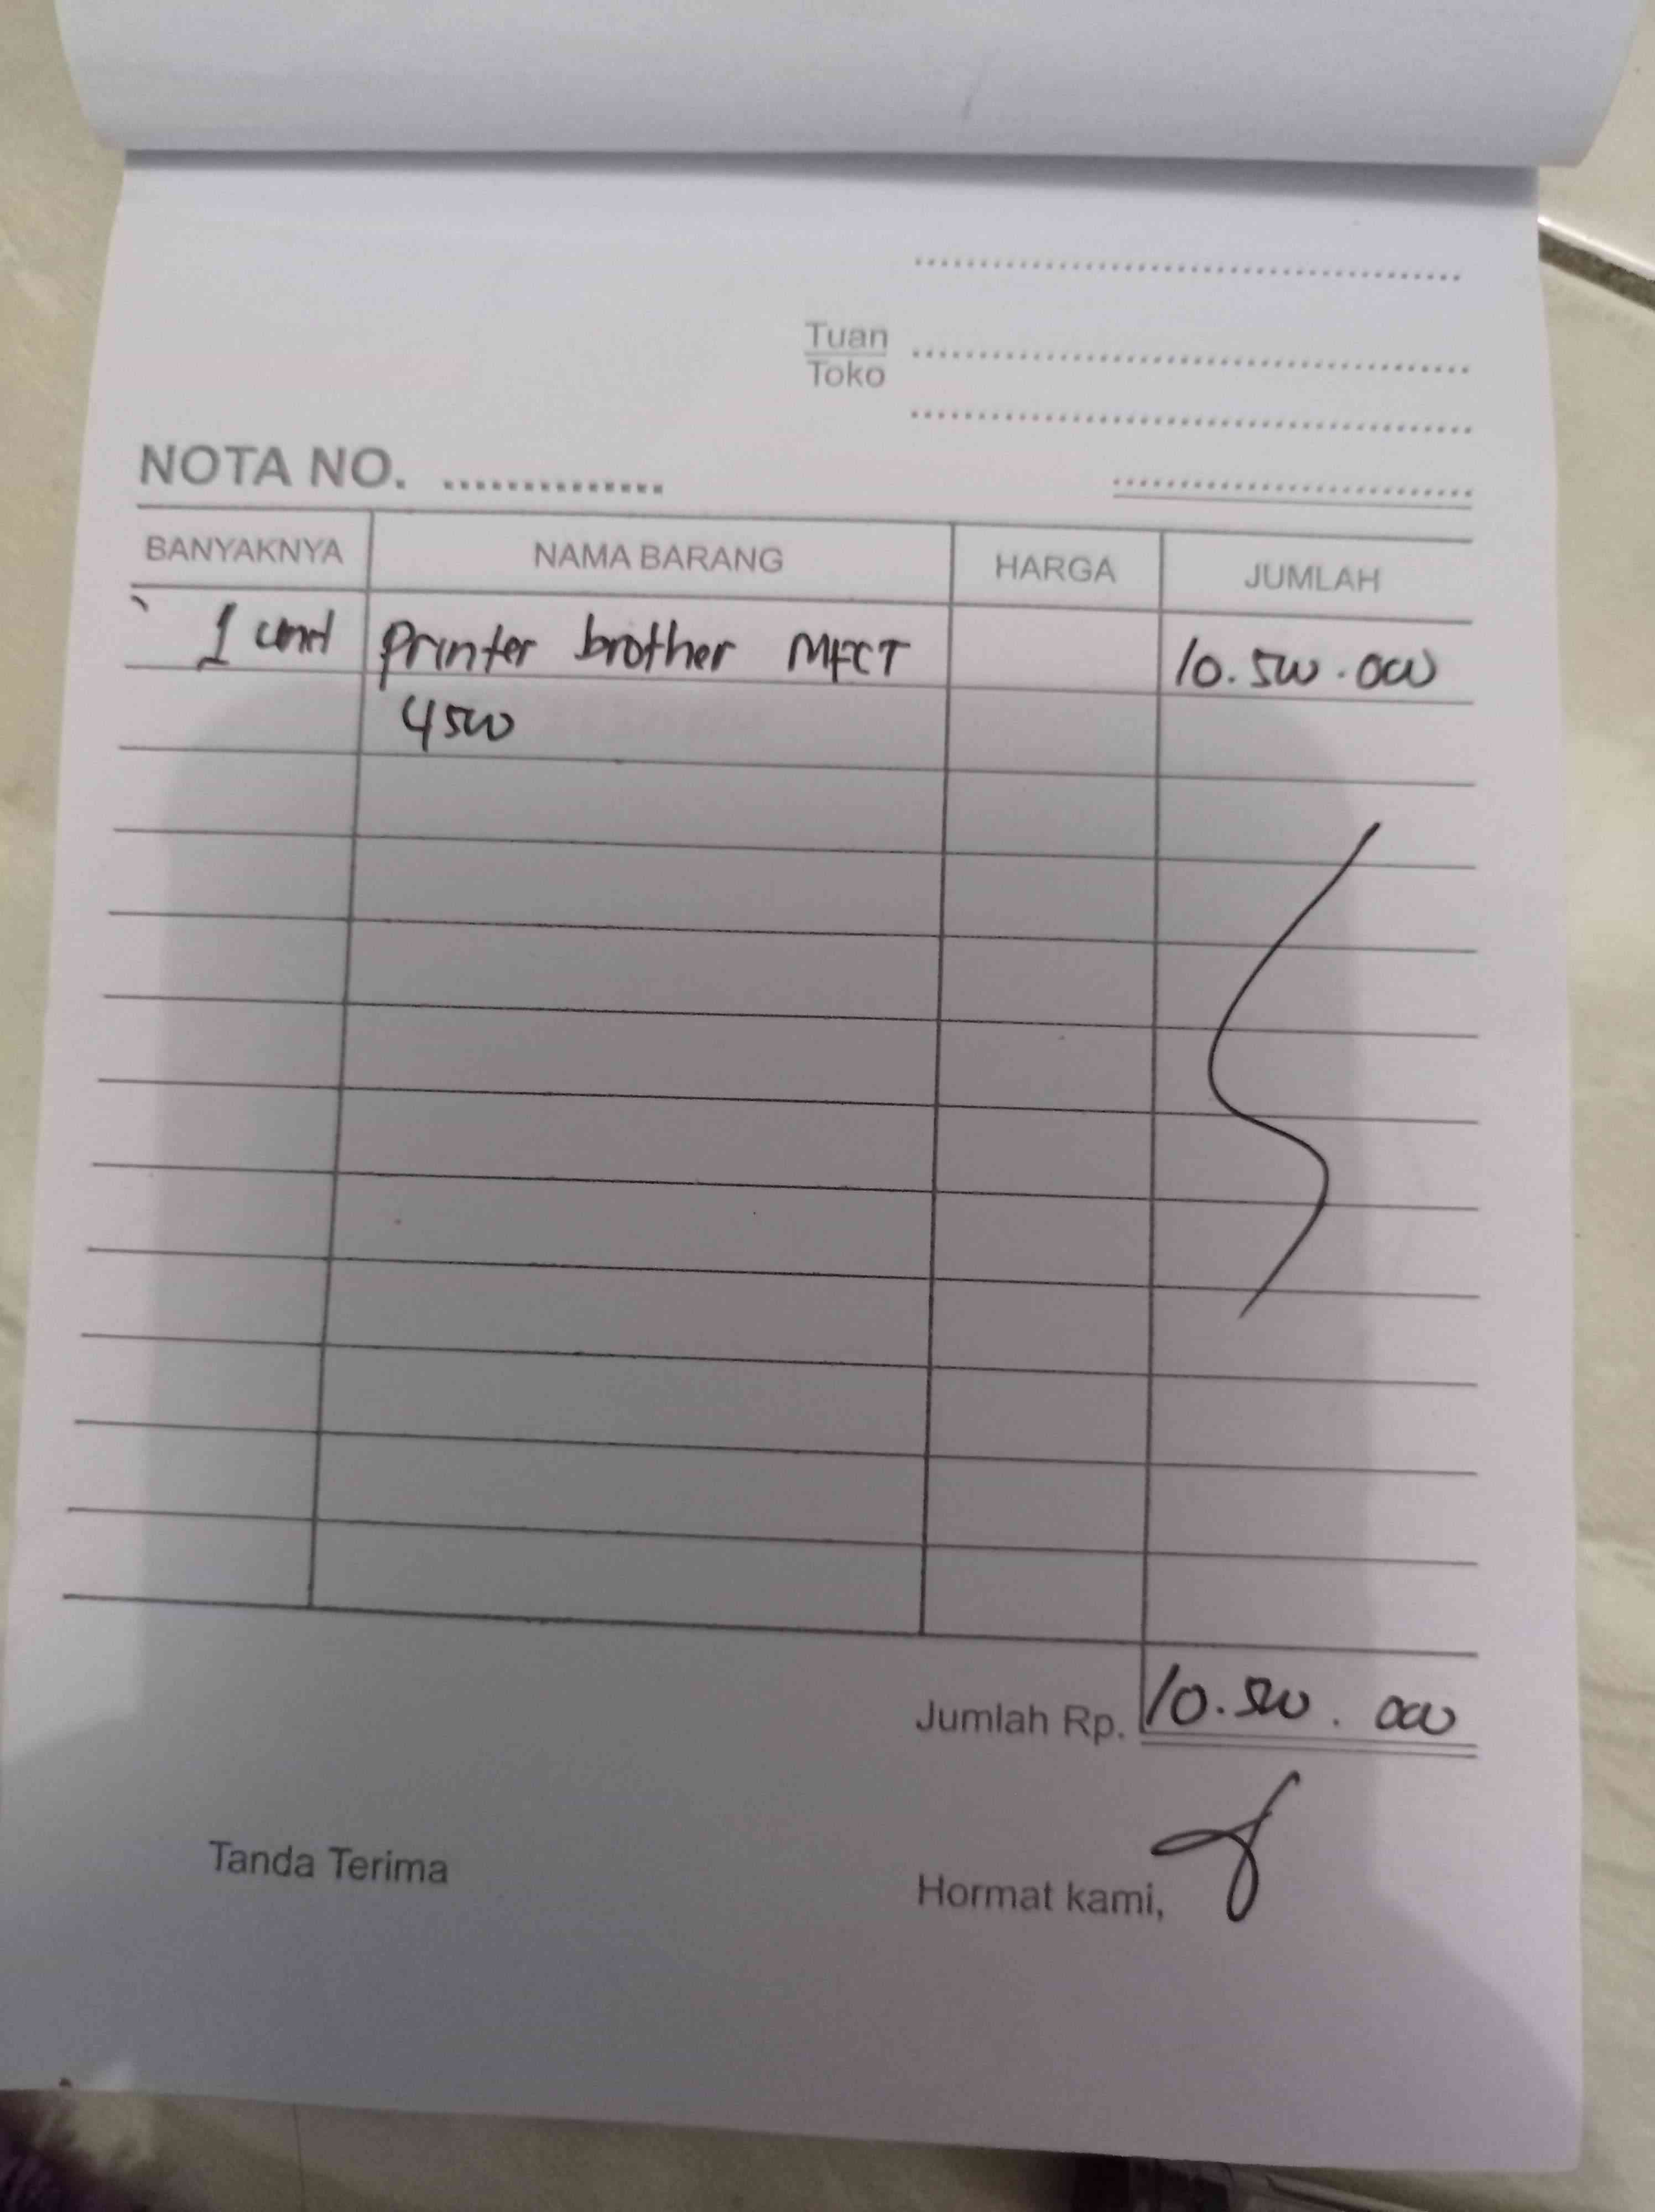 Tuan
Toko
NOTA NO.
BANYAKNYA NAMA BARANG HARGA JUMLAH
1 unit Printer brother MFCT 10.500.000
4500
Jumlah Rp. 10.500.000
Tanda Terima Hormat kami,